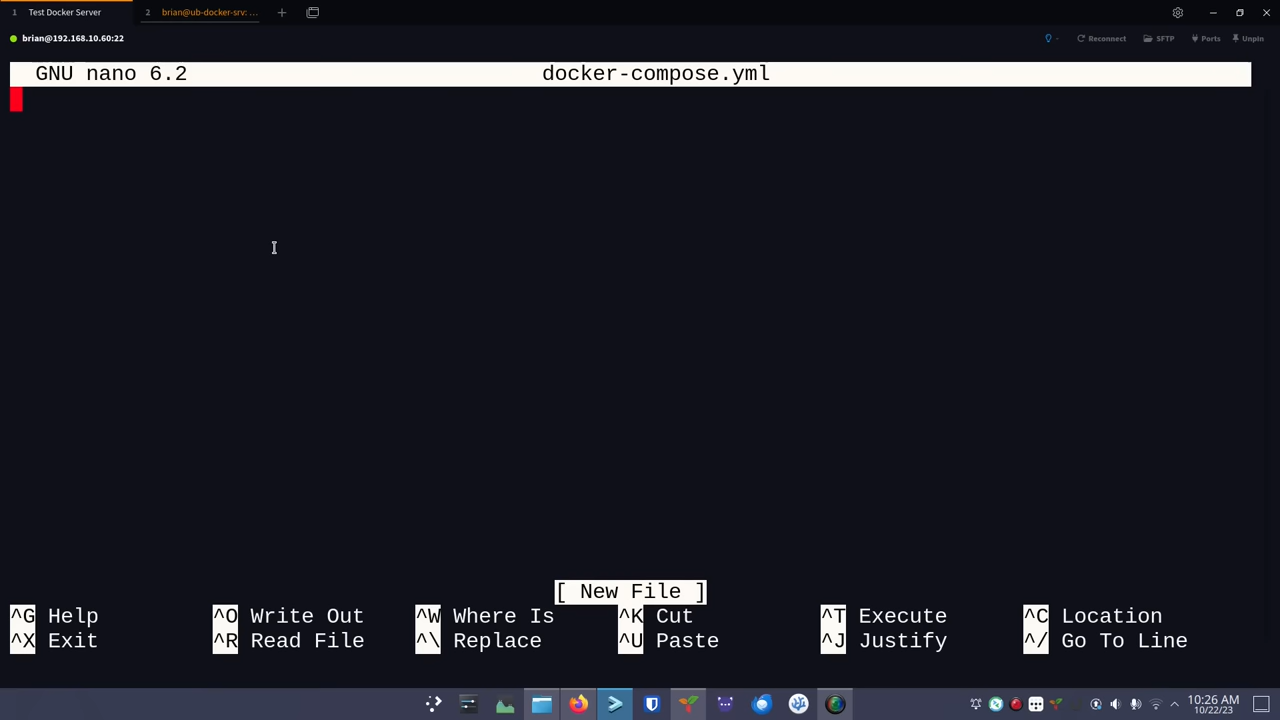 1 Test Docker Server 2 brian@ub-docker-srv: ... +
brian@192.168.10.60:22 Reconnect SFTP Ports Unpin
GNU nano 6.2 docker-compose.yml
[ New File ]
^G Help ^O Write Out ^W Where Is ^K Cut ^T Execute ^C Location
^X Exit ^R Read File ^\ Replace ^U Paste ^J Justify ^/ Go To Line
10:26 AM
10/22/23